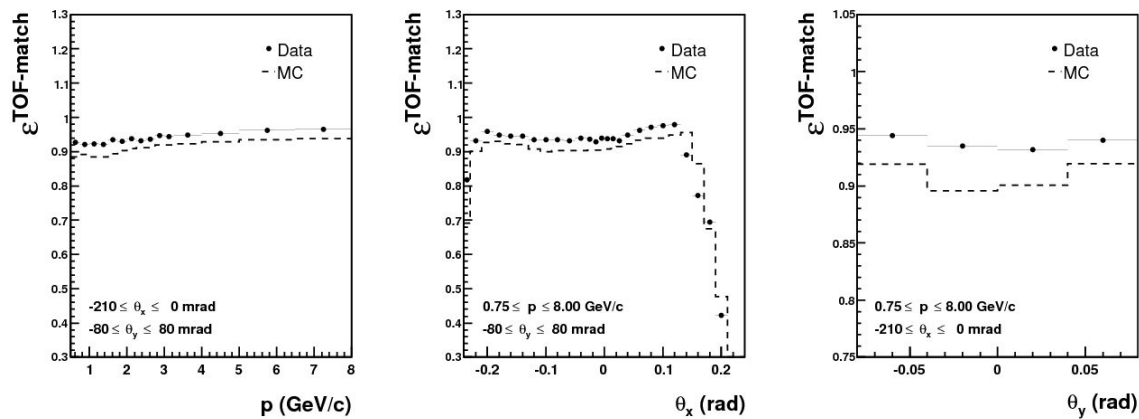 ε^TOF-match
1.3
1.2
1.1
1
0.9
0.8
0.7
0.6
0.5
0.4
0.3
Data
MC
-210 ≤ θx ≤ 0 mrad
-80 ≤ θy ≤ 80 mrad
1 2 3 4 5 6 7 8
p (GeV/c)
ε^TOF-match
1.3
1.2
1.1
1
0.9
0.8
0.7
0.6
0.5
0.4
0.3
Data
MC
0.75 ≤ p ≤ 8.00 GeV/c
-80 ≤ θy ≤ 80 mrad
-0.2 -0.1 0 0.1 0.2
θx (rad)
ε^TOF-match
1.05
1
0.95
0.9
0.85
0.8
0.75
Data
MC
0.75 ≤ p ≤ 8.00 GeV/c
-210 ≤ θx ≤ 0 mrad
-0.05 0 0.05
θy (rad)